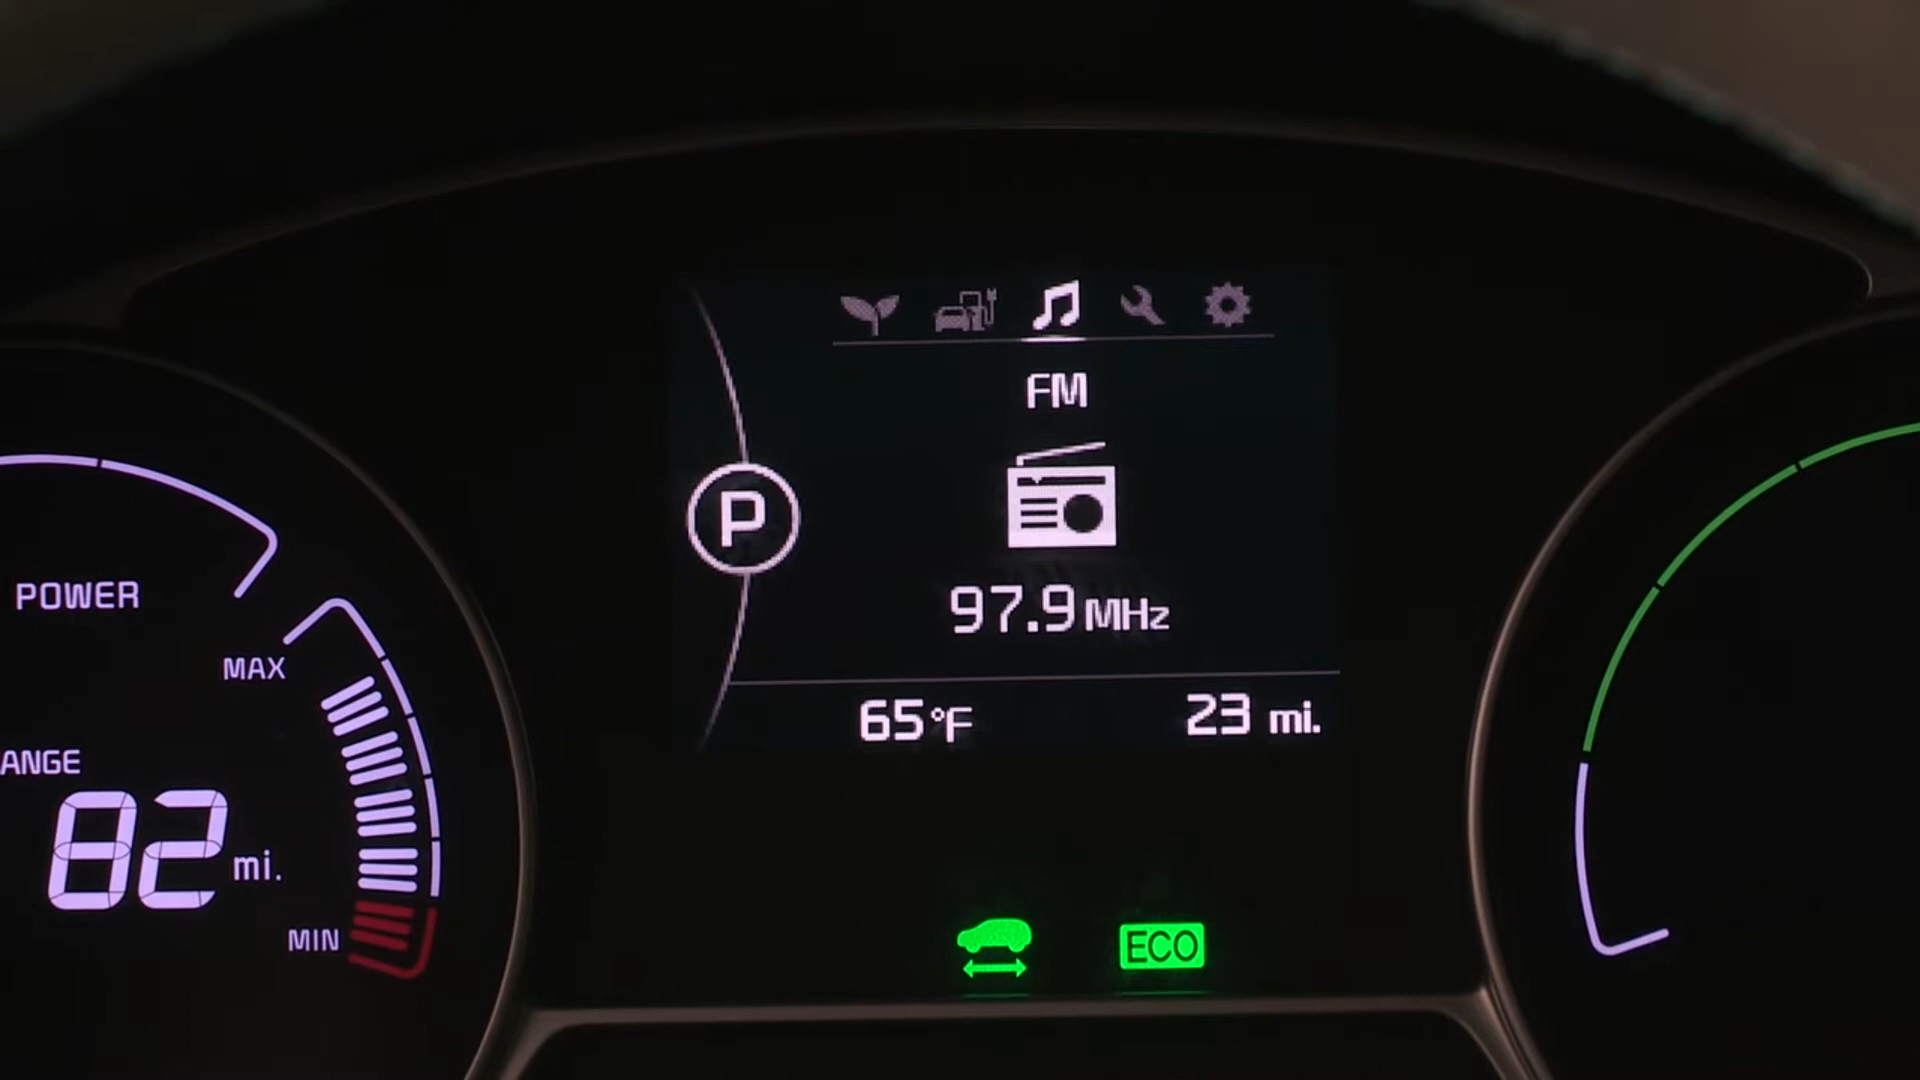 FM
P
97.9 MHz
65°F
23 mi.
POWER
MAX
ANGE
82 mi.
MIN
ECO